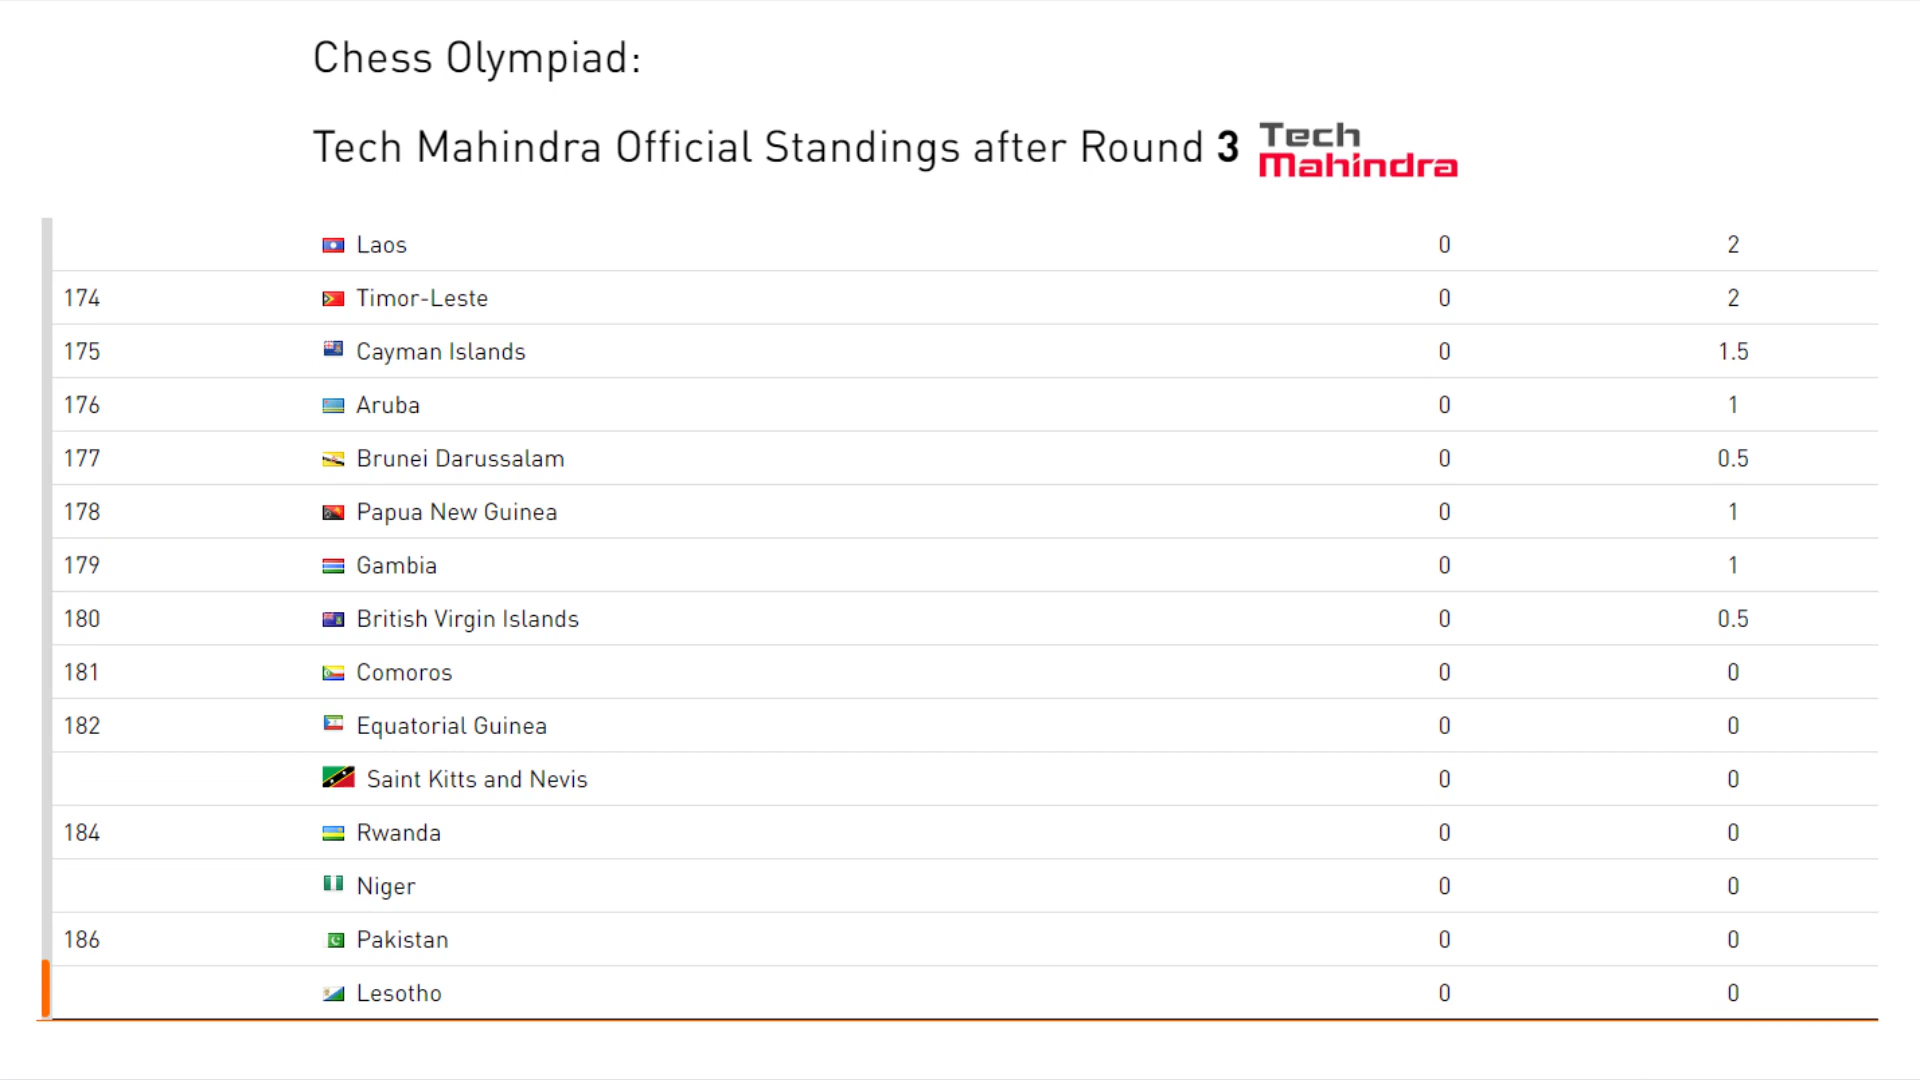 Chess Olympiad:
Tech Mahindra Official Standings after Round 3 Tech Mahindra
Laos 0 2
174 Timor-Leste 0 2
175 Cayman Islands 0 1.5
176 Aruba 0 1
177 Brunei Darussalam 0 0.5
178 Papua New Guinea 0 1
179 Gambia 0 1
180 British Virgin Islands 0 0.5
181 Comoros 0 0
182 Equatorial Guinea 0 0
Saint Kitts and Nevis 0 0
184 Rwanda 0 0
Niger 0 0
186 Pakistan 0 0
Lesotho 0 0